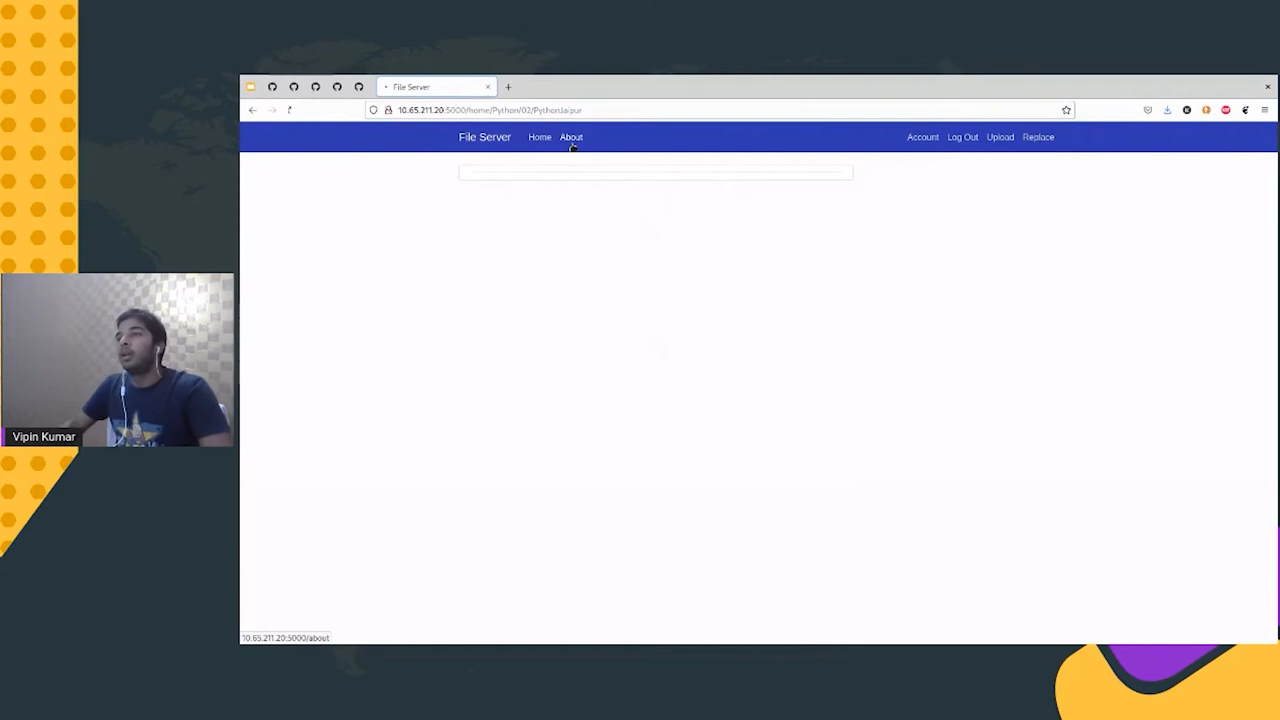 File Server
10.65.211.20:5000/home/Python/02/PythonJaipur
File Server Home About Account Log Out Upload Replace
Vipin Kumar
10.65.211.20:5000/about